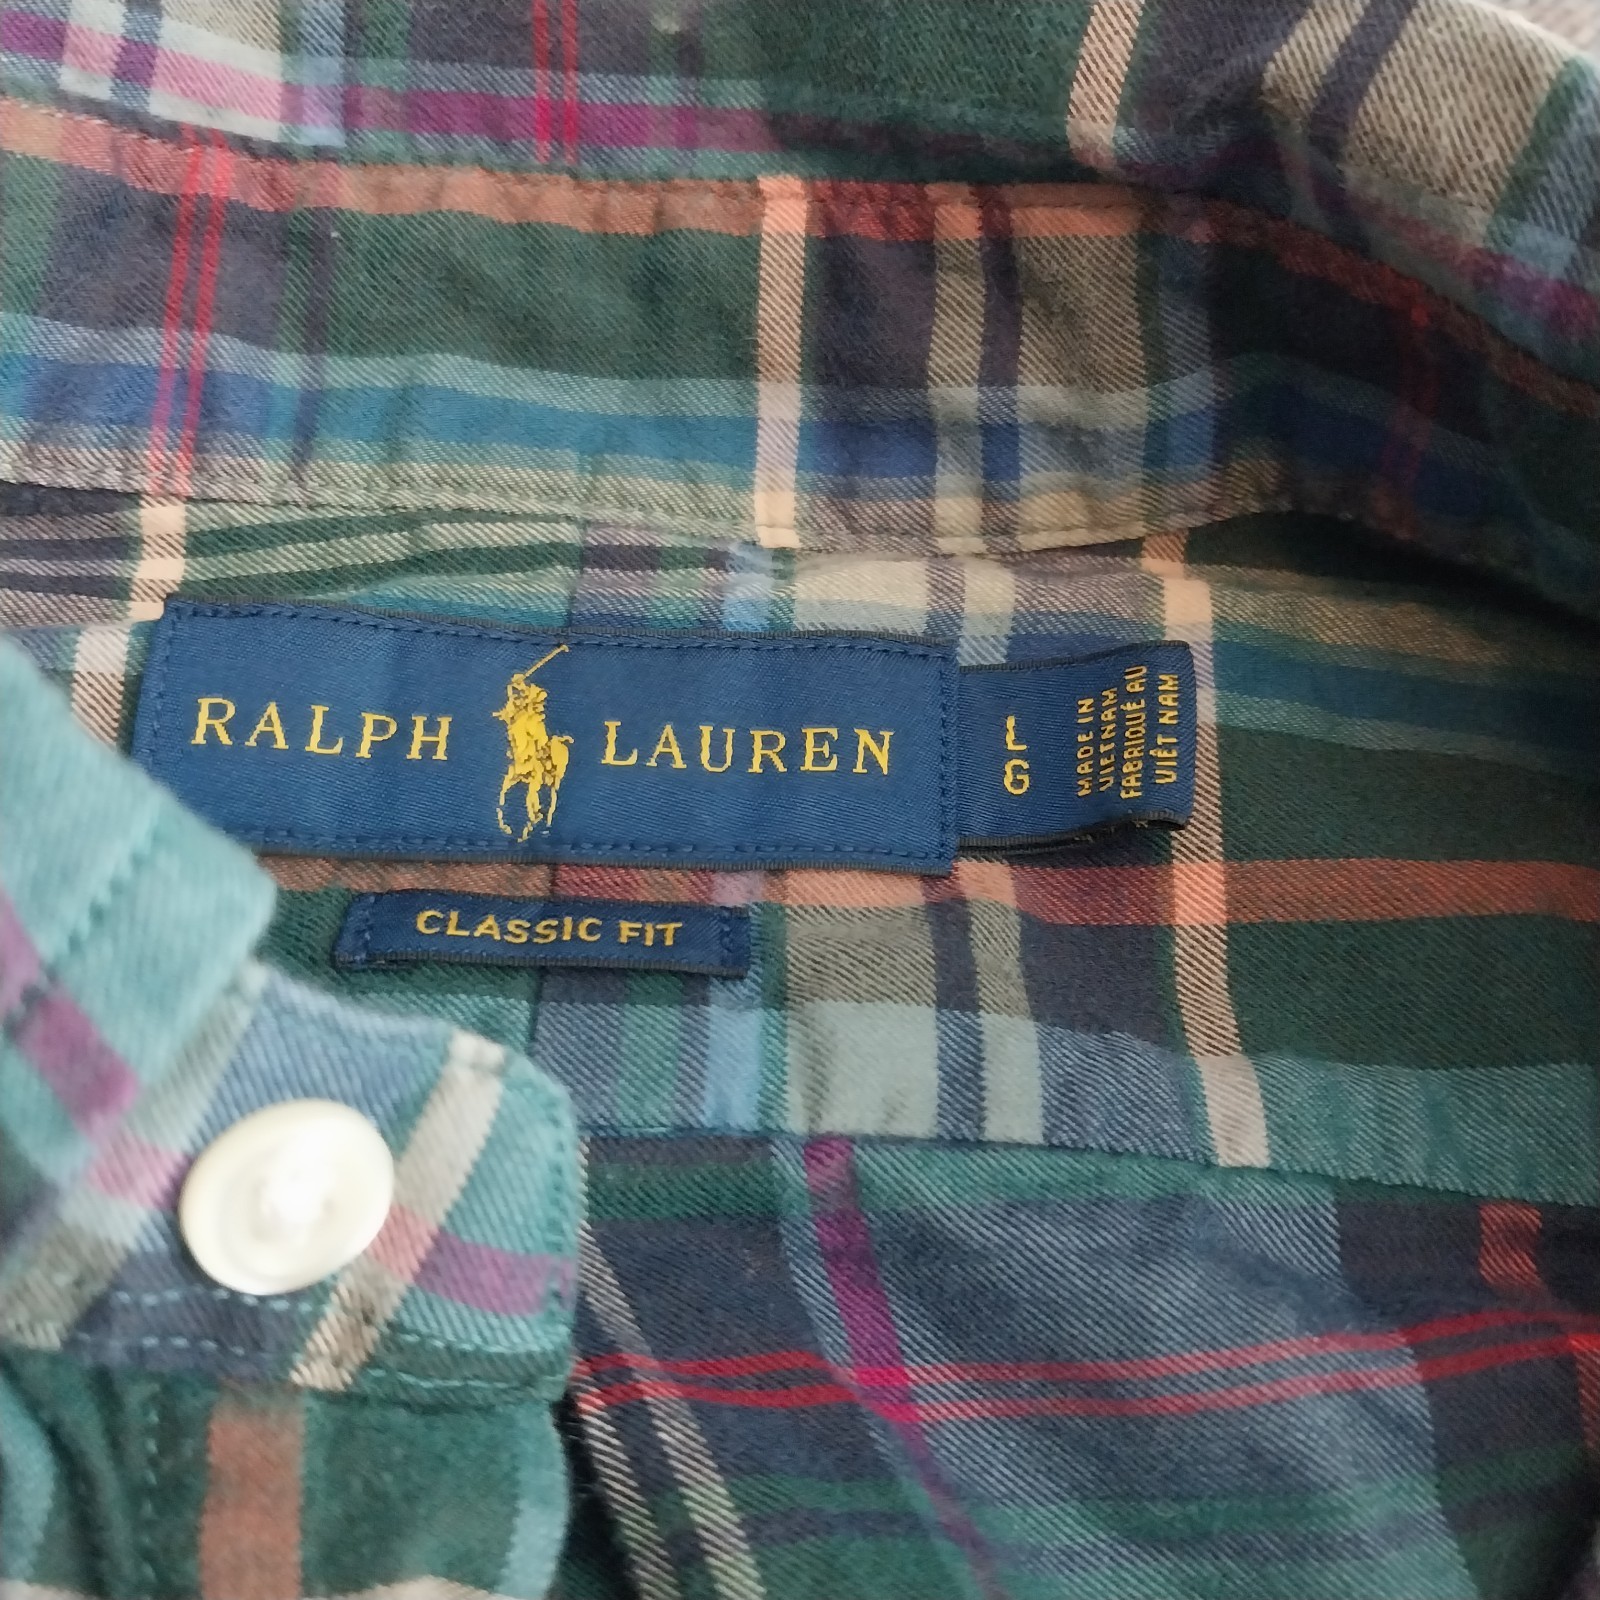 RALPH LAUREN
L
G
MADE IN
VIETNAM
FABRIQUÉ AU
VIÊT NAM
CLASSIC FIT